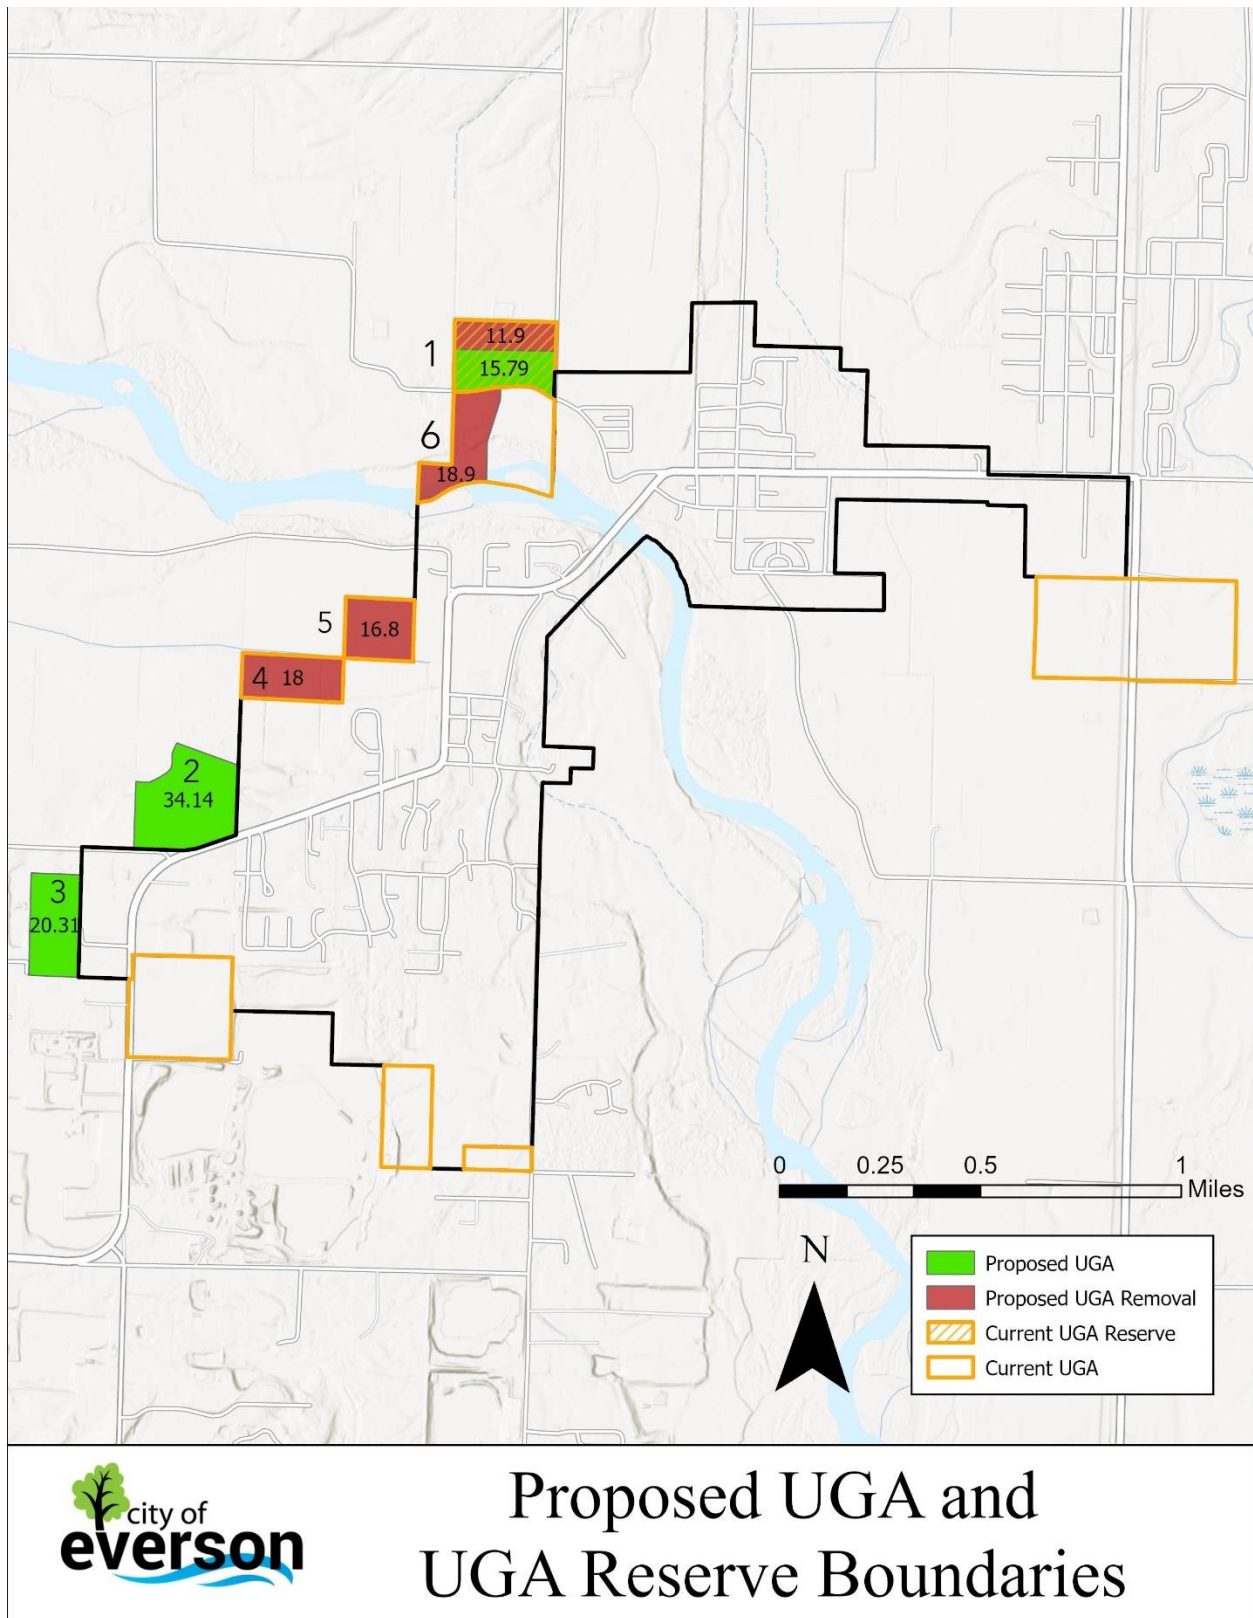 11.9
1
15.79
6
18.9
5
16.8
4 18
2
34.14
3
20.31
0 0.25 0.5 1
Miles
N
Proposed UGA
Proposed UGA Removal
Current UGA Reserve
Current UGA
city of
everson
Proposed UGA and
UGA Reserve Boundaries